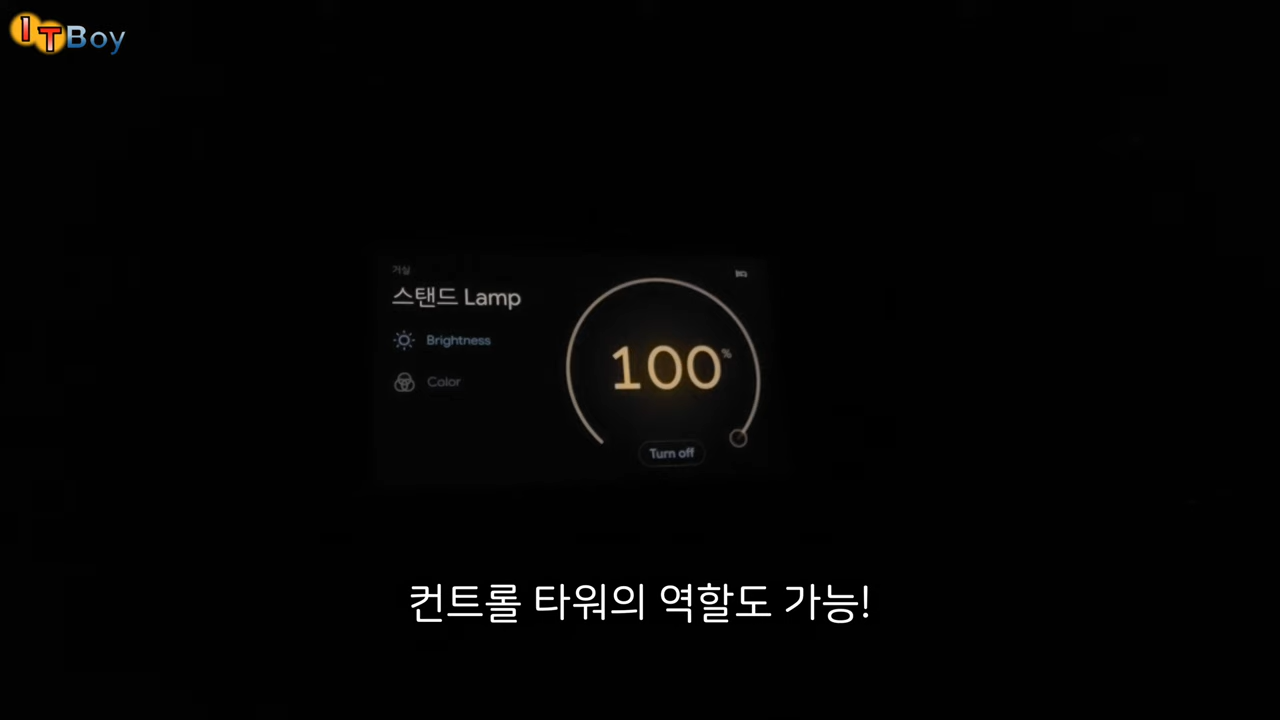 ITBoy
거실
스탠드 Lamp
Brightness
Color
100%
Turn off
컨트롤 타워의 역할도 가능!